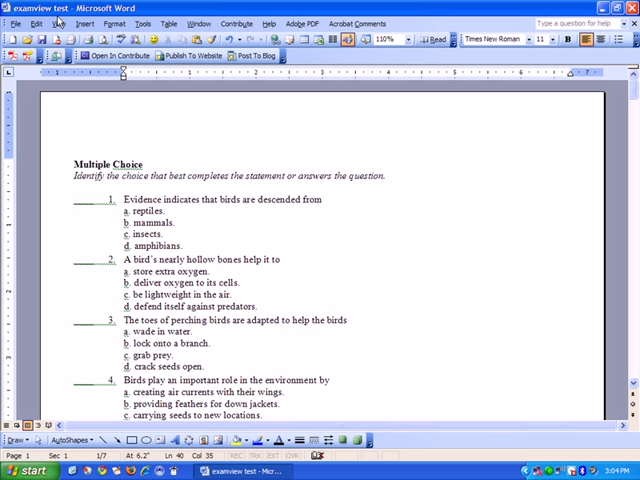 examview test - Microsoft Word
File Edit View Insert Format Tools Table Window Contribute Help Adobe PDF Acrobat Comments
Type a question for help
110% Read Times New Roman 11 B
Open In Contribute Publish To Website Post To Blog
Multiple Choice
Identify the choice that best completes the statement or answers the question.
1. Evidence indicates that birds are descended from
a. reptiles.
b. mammals.
c. insects.
d. amphibians.
2. A bird's nearly hollow bones help it to
a. store extra oxygen.
b. deliver oxygen to its cells.
c. be lightweight in the air.
d. defend itself against predators.
3. The toes of perching birds are adapted to help the birds
a. wade in water.
b. lock onto a branch.
c. grab prey.
d. crack seeds open.
4. Birds play an important role in the environment by
a. creating air currents with their wings.
b. providing feathers for down jackets.
c. carrying seeds to new locations.
Draw AutoShapes
Page 1 Sec 1 1/7 At 6.2" Ln 40 Col 35 REC TRK EXT OVR
start examview test - Micr... 3:04 PM